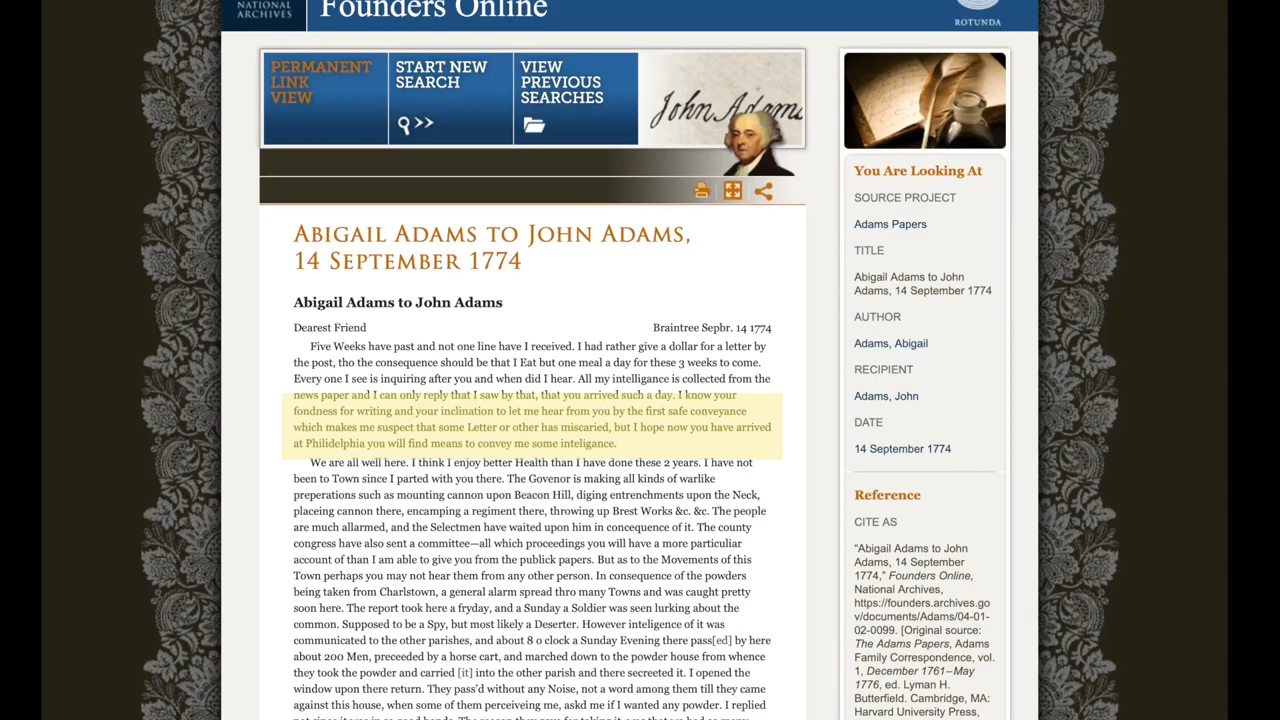 NATIONAL
ARCHIVES
Founders Online
ROTUNDA
PERMANENT
LINK
VIEW
START NEW
SEARCH
>>
VIEW
PREVIOUS
SEARCHES
John Adams
ABIGAIL ADAMS TO JOHN ADAMS,
14 SEPTEMBER 1774
Abigail Adams to John Adams
Dearest Friend Braintree Sepbr. 14 1774
Five Weeks have past and not one line have I received. I had rather give a dollar for a letter by
the post, tho the consequence should be that I Eat but one meal a day for these 3 weeks to come.
Every one I see is inquiring after you and when did I hear. All my intelligance is collected from the
news paper and I can only reply that I saw by that, that you arrived such a day. I know your
fondness for writing and your inclination to let me hear from you by the first safe conveyance
which makes me suspect that some Letter or other has miscaried, but I hope now you have arrived
at Philidelphia you will find means to convey me some inteligance.
We are all well here. I think I enjoy better Health than I have done these 2 years. I have not
been to Town since I parted with you there. The Govenor is making all kinds of warlike
preperations such as mounting cannon upon Beacon Hill, diging entrenchments upon the Neck,
placeing cannon there, encamping a regiment there, throwing up Brest Works &c. &c. The people
are much allarmed, and the Selectmen have waited upon him in concequence of it. The county
congress have also sent a committee—all which proceedings you will have a more particuliar
account of than I am able to give you from the publick papers. But as to the Movements of this
Town perhaps you may not hear them from any other person. In consequence of the powders
being taken from Charlstown, a general alarm spread thro many Towns and was caught pretty
soon here. The report took here a fryday, and a Sunday a Soldier was seen lurking about the
common. Supposed to be a Spy, but most likely a Deserter. However inteligence of it was
communicated to the other parishes, and about 8 o clock a Sunday Evening there pass[ed] by here
about 200 Men, preceeded by a horse cart, and marched down to the powder house from whence
they took the powder and carried [it] into the other parish and there secreeted it. I opened the
window upon there return. They pass'd without any Noise, not a word among them till they came
against this house, when some of them perceiveing me, askd me if I wanted any powder. I replied
You Are Looking At
SOURCE PROJECT
Adams Papers
TITLE
Abigail Adams to John
Adams, 14 September 1774
AUTHOR
Adams, Abigail
RECIPIENT
Adams, John
DATE
14 September 1774
Reference
CITE AS
"Abigail Adams to John
Adams, 14 September
1774," Founders Online,
National Archives,
https://founders.archives.go
v/documents/Adams/04-01-
02-0099. [Original source:
The Adams Papers, Adams
Family Correspondence, vol.
1, December 1761–May
1776, ed. Lyman H.
Butterfield. Cambridge, MA:
Harvard University Press,